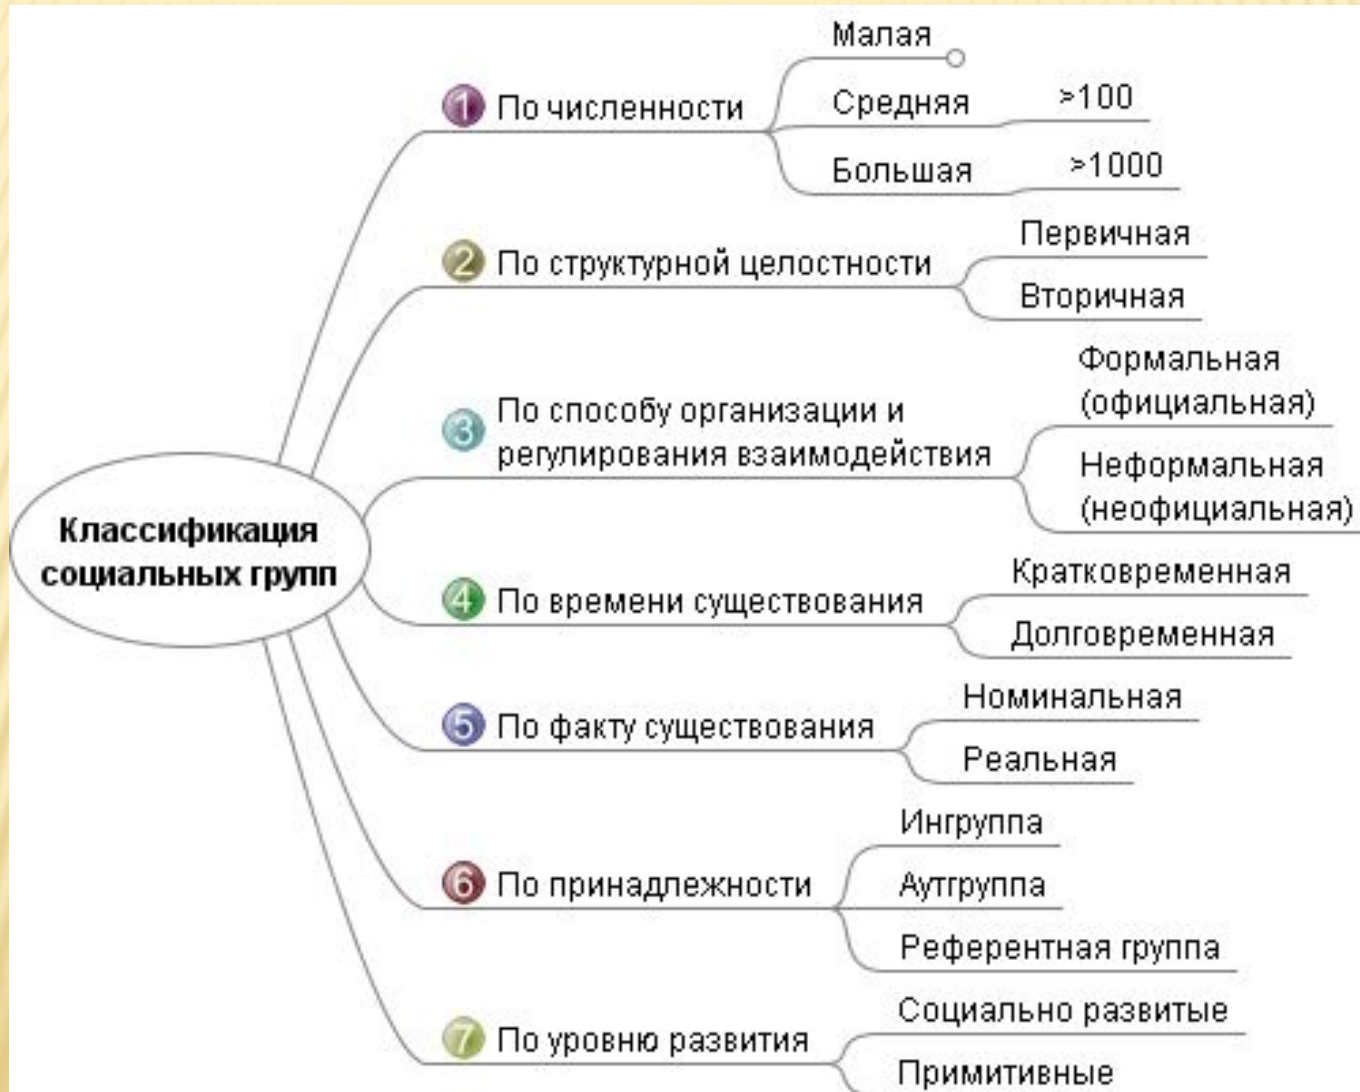 Классификация
социальных групп
1 По численности
Малая
Средняя >100
Большая >1000
2 По структурной целостности
Первичная
Вторичная
3 По способу организации и
регулирования взаимодействия
Формальная
(официальная)
Неформальная
(неофициальная)
4 По времени существования
Кратковременная
Долговременная
5 По факту существования
Номинальная
Реальная
6 По принадлежности
Ингруппа
Аутгруппа
Референтная группа
7 По уровню развития
Социально развитые
Примитивные